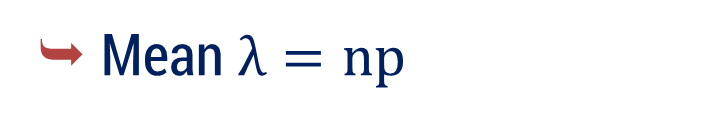 Mean λ = np